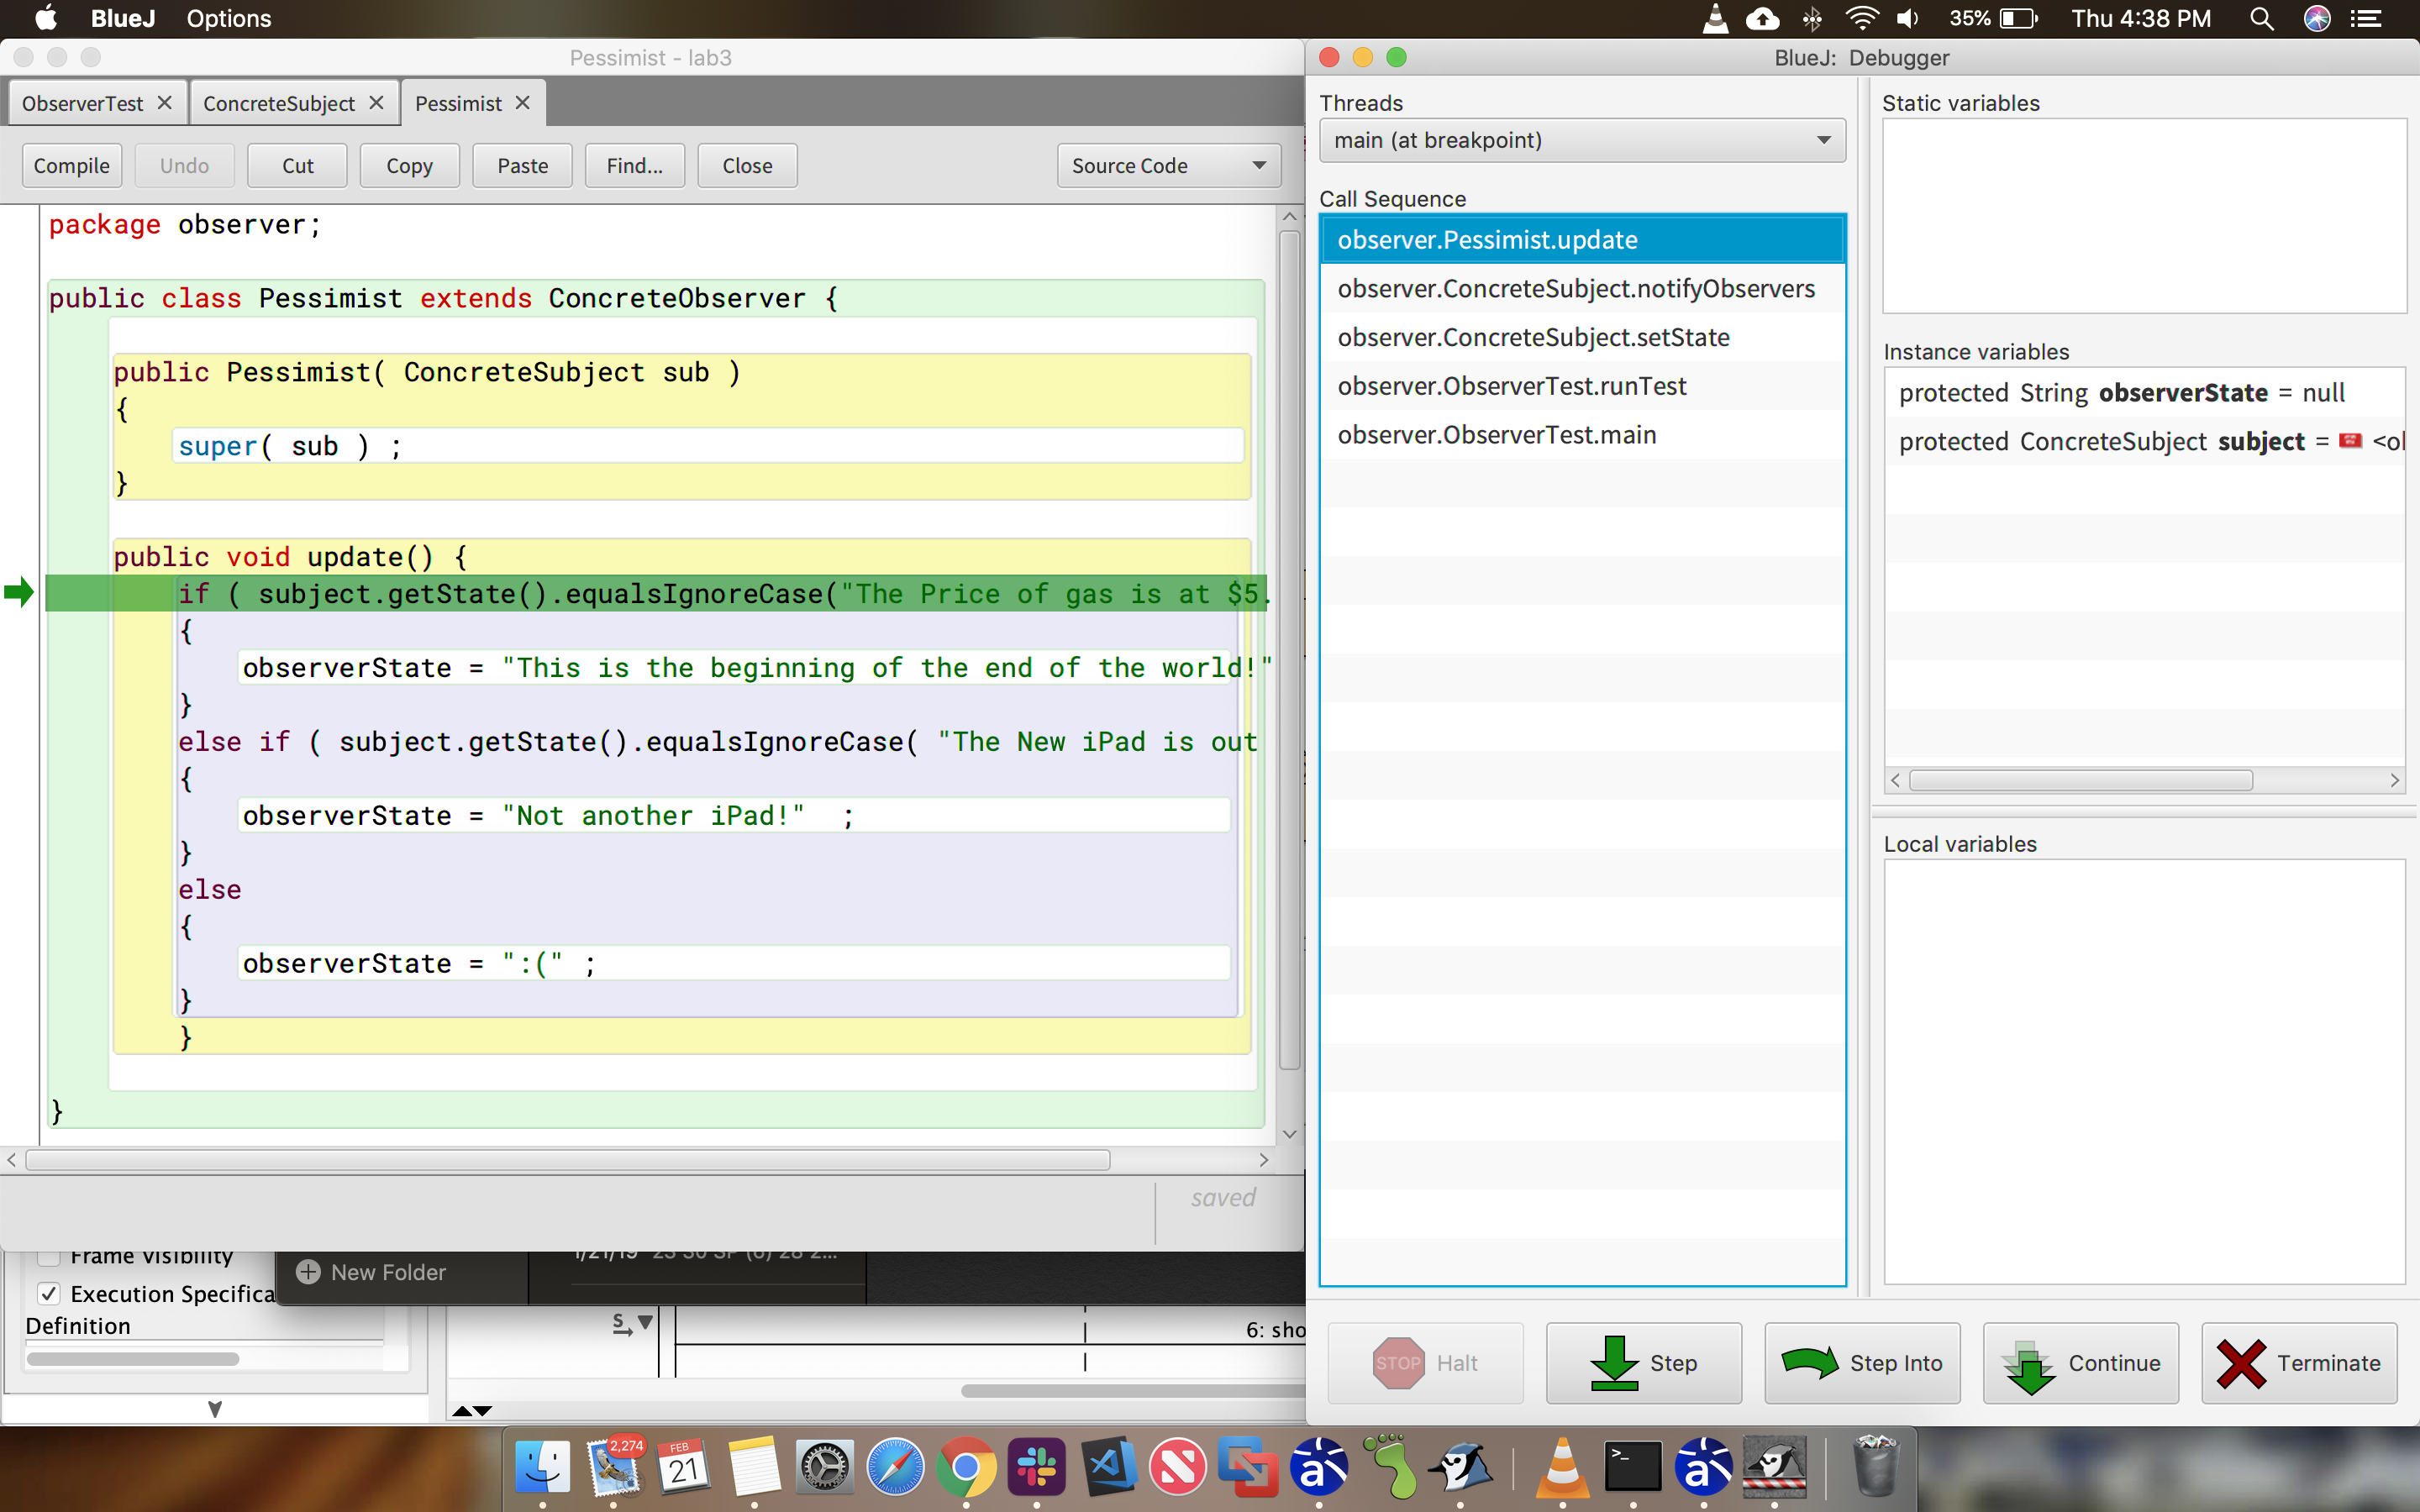 BlueJ Options 35% Thu 4:38 PM
Pessimist - lab3
ObserverTest ConcreteSubject Pessimist
Compile Undo Cut Copy Paste Find... Close Source Code
package observer;
public class Pessimist extends ConcreteObserver {
public Pessimist( ConcreteSubject sub )
{
super( sub ) ;
}
public void update() {
if ( subject.getState().equalsIgnoreCase("The Price of gas is at $5.
{
observerState = "This is the beginning of the end of the world!"
}
else if ( subject.getState().equalsIgnoreCase( "The New iPad is out
{
observerState = "Not another iPad!"  ;
}
else
{
observerState = ":(" ;
}
}
}
saved
BlueJ: Debugger
Threads
main (at breakpoint)
Call Sequence
observer.Pessimist.update
observer.ConcreteSubject.notifyObservers
observer.ConcreteSubject.setState
observer.ObserverTest.runTest
observer.ObserverTest.main
Static variables
Instance variables
protected String observerState = null
protected ConcreteSubject subject = <ol
Local variables
STOP Halt Step Step Into Continue Terminate
Frame Visibility
Execution Specifica
Definition
New Folder
1/21/19
S
6: sho
2,274
FEB
21